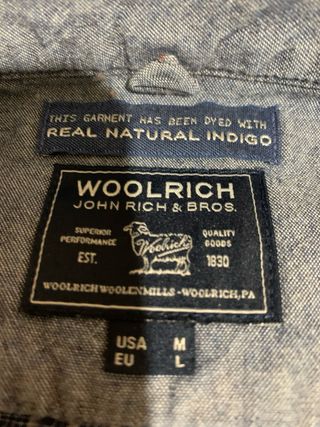 THIS GARMENT HAS BEEN DYED WITH
REAL NATURAL INDIGO
WOOLRICH
JOHN RICH & BROS.
SUPERIOR PERFORMANCE
Woolrich
QUALITY GOODS
EST. 1830
WOOLRICH WOOLEN MILLS - WOOLRICH, PA
USA M
EU L